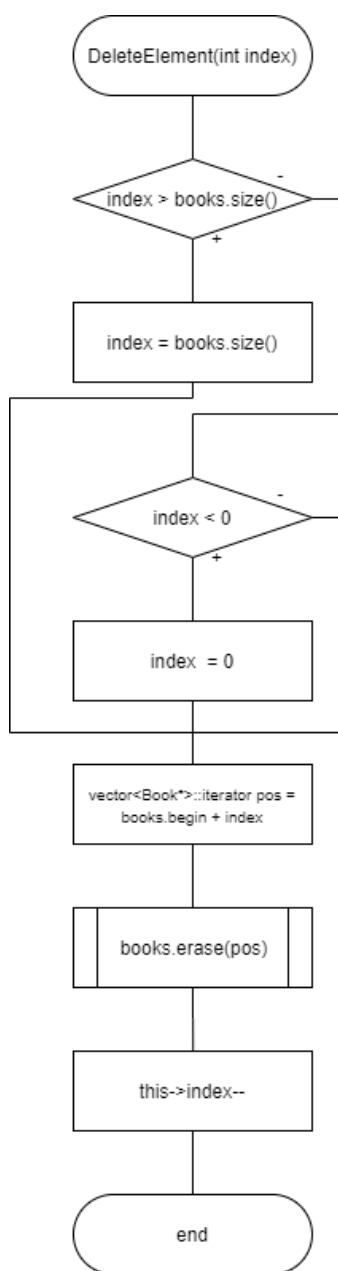 DeleteElement(int index)
-
index > books.size()
+
index = books.size()
-
index < 0
+
index = 0
vector<Book*>::iterator pos =
books.begin + index
books.erase(pos)
this->index--
end